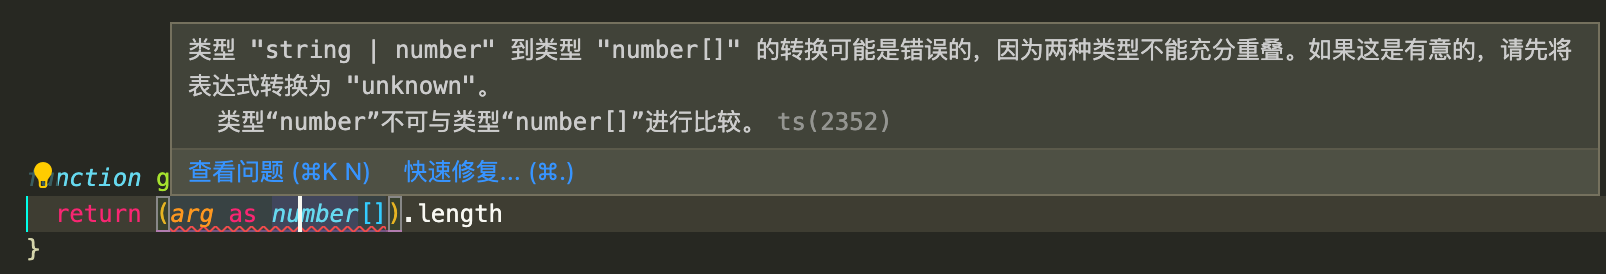 类型 "string | number" 到类型 "number[]" 的转换可能是错误的，因为两种类型不能充分重叠。如果这是有意的，请先将
表达式转换为 "unknown"。
类型“number”不可与类型“number[]”进行比较。 ts(2352)
查看问题 (⌘K N) 快速修复... (⌘.)
nction g
return (arg as number[]).length
}